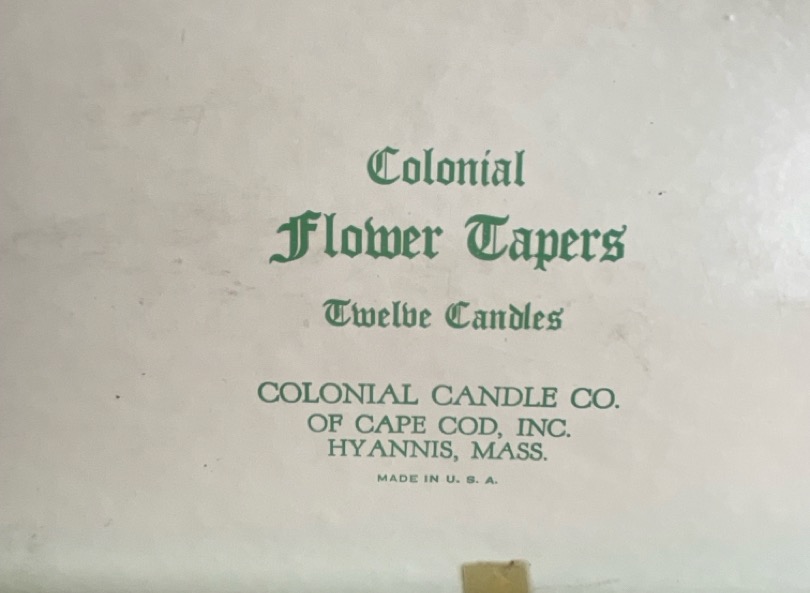 Colonial
Flower Tapers
Twelve Candles
COLONIAL CANDLE CO.
OF CAPE COD, INC.
HYANNIS, MASS.
MADE IN U. S. A.